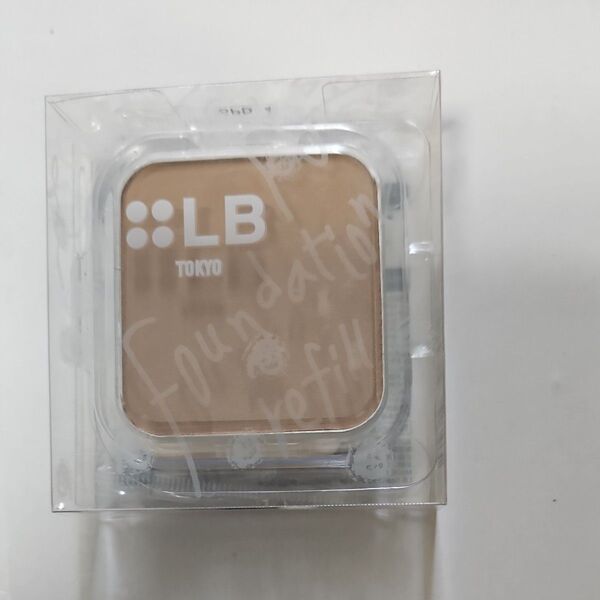 LB
TOKYO
Foundation
refill